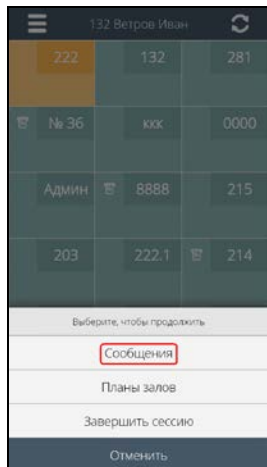 132 Ветров Иван
222 132 281
№ 36 ккк 0000
Админ 8888 215
203 222.1 214
Выберите, чтобы продолжить
Сообщения
Планы залов
Завершить сессию
Отменить